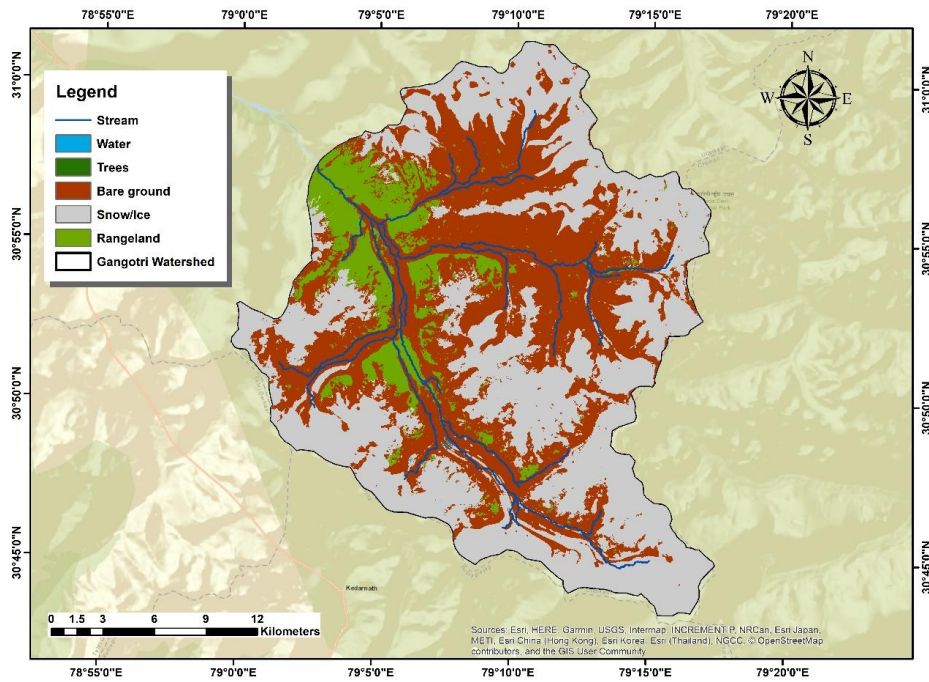 78°55'0"E 79°0'0"E 79°5'0"E 79°10'0"E 79°15'0"E 79°20'0"E
31°0'0"N
30°55'0"N
30°50'0"N
30°45'0"N
Legend
Stream
Water
Trees
Bare ground
Snow/Ice
Rangeland
Gangotri Watershed
N
W E
S
31°0'0"N
30°55'0"N
30°50'0"N
30°45'0"N
Kedarnath
0 1.5 3 6 9 12
Kilometers
Sources: Esri, HERE, Garmin, USGS, Intermap, INCREMENT P, NRCan, Esri Japan,
METI, Esri China (Hong Kong), Esri Korea, Esri (Thailand), NGCC, © OpenStreetMap
contributors, and the GIS User Community
78°55'0"E 79°0'0"E 79°5'0"E 79°10'0"E 79°15'0"E 79°20'0"E